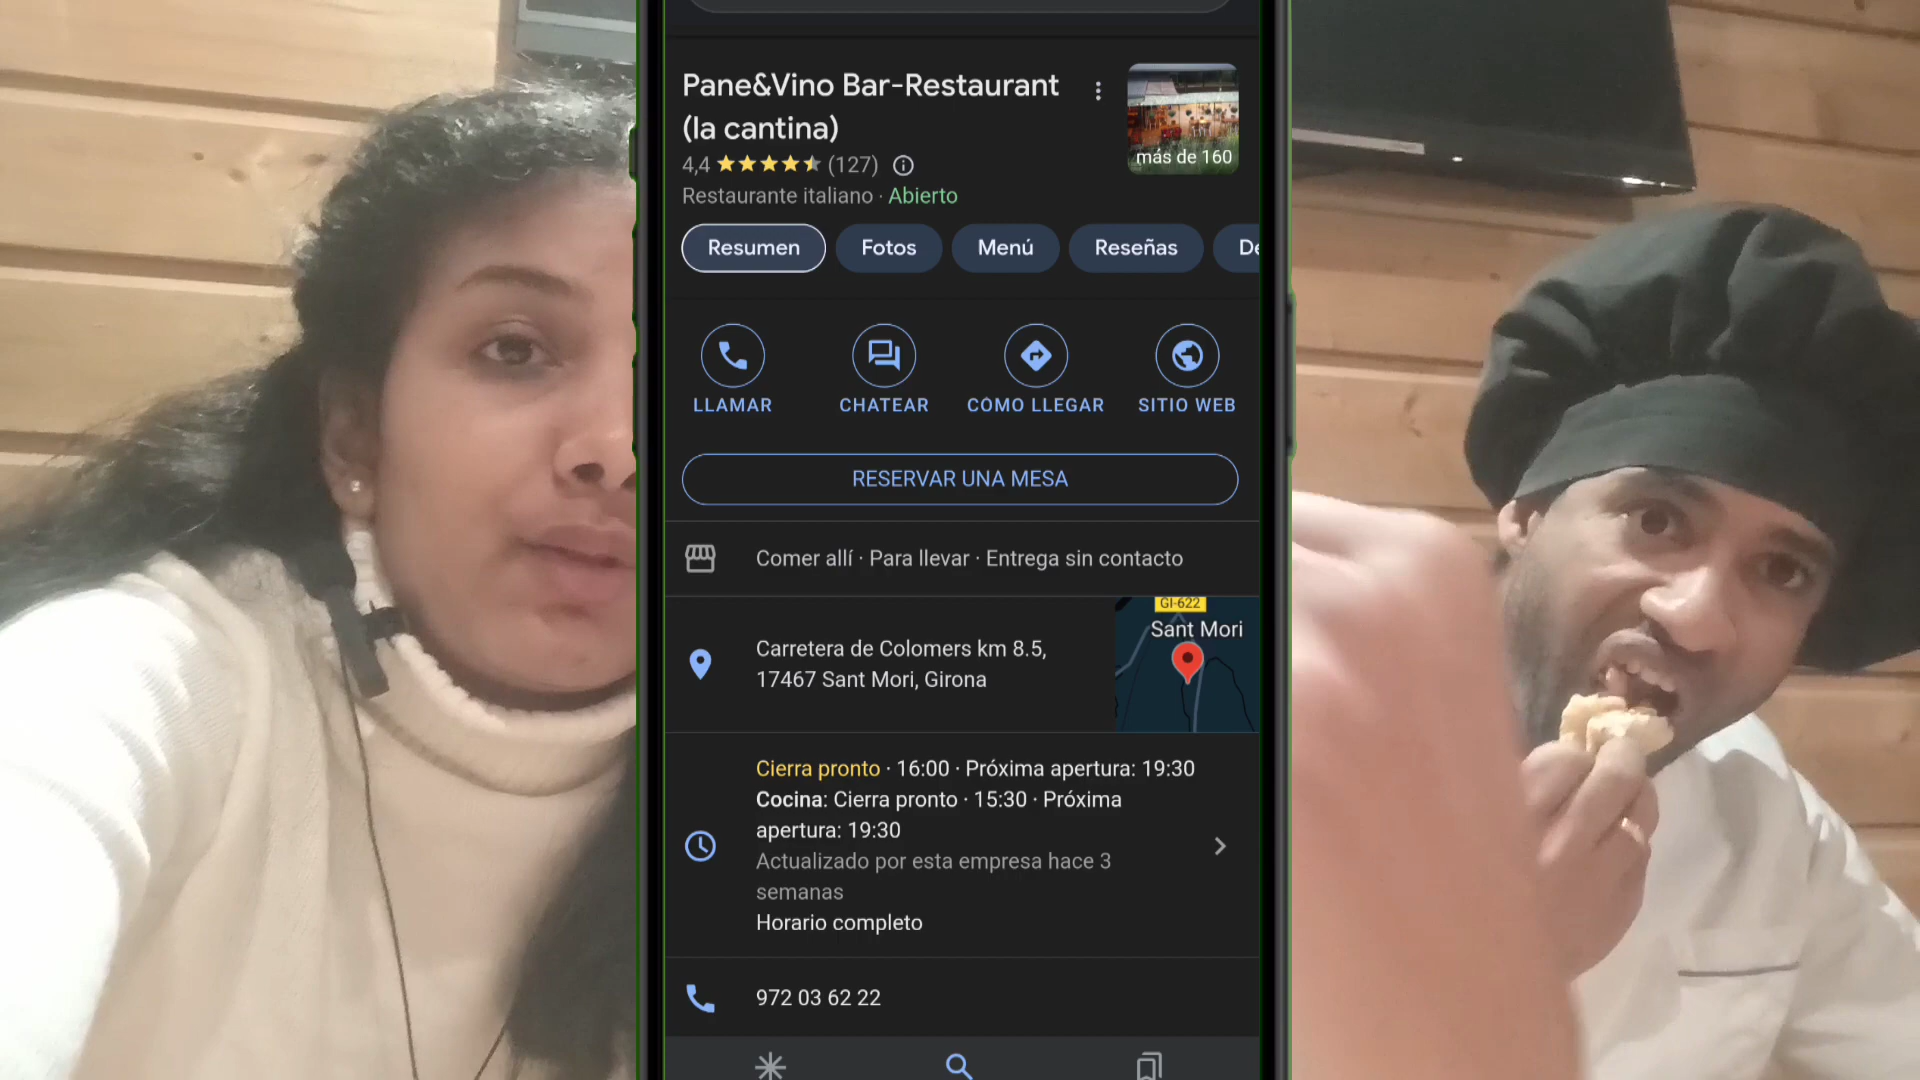 Pane&Vino Bar-Restaurant
(la cantina)
4,4 (127)
más de 160
Restaurante italiano · Abierto
Resumen Fotos Menú Reseñas De
LLAMAR CHATEAR CÓMO LLEGAR SITIO WEB
RESERVAR UNA MESA
Comer allí · Para llevar · Entrega sin contacto
GI-622
Sant Mori
Carretera de Colomers km 8.5,
17467 Sant Mori, Girona
Cierra pronto · 16:00 · Próxima apertura: 19:30
Cocina: Cierra pronto · 15:30 · Próxima
apertura: 19:30
Actualizado por esta empresa hace 3
semanas
Horario completo
972 03 62 22